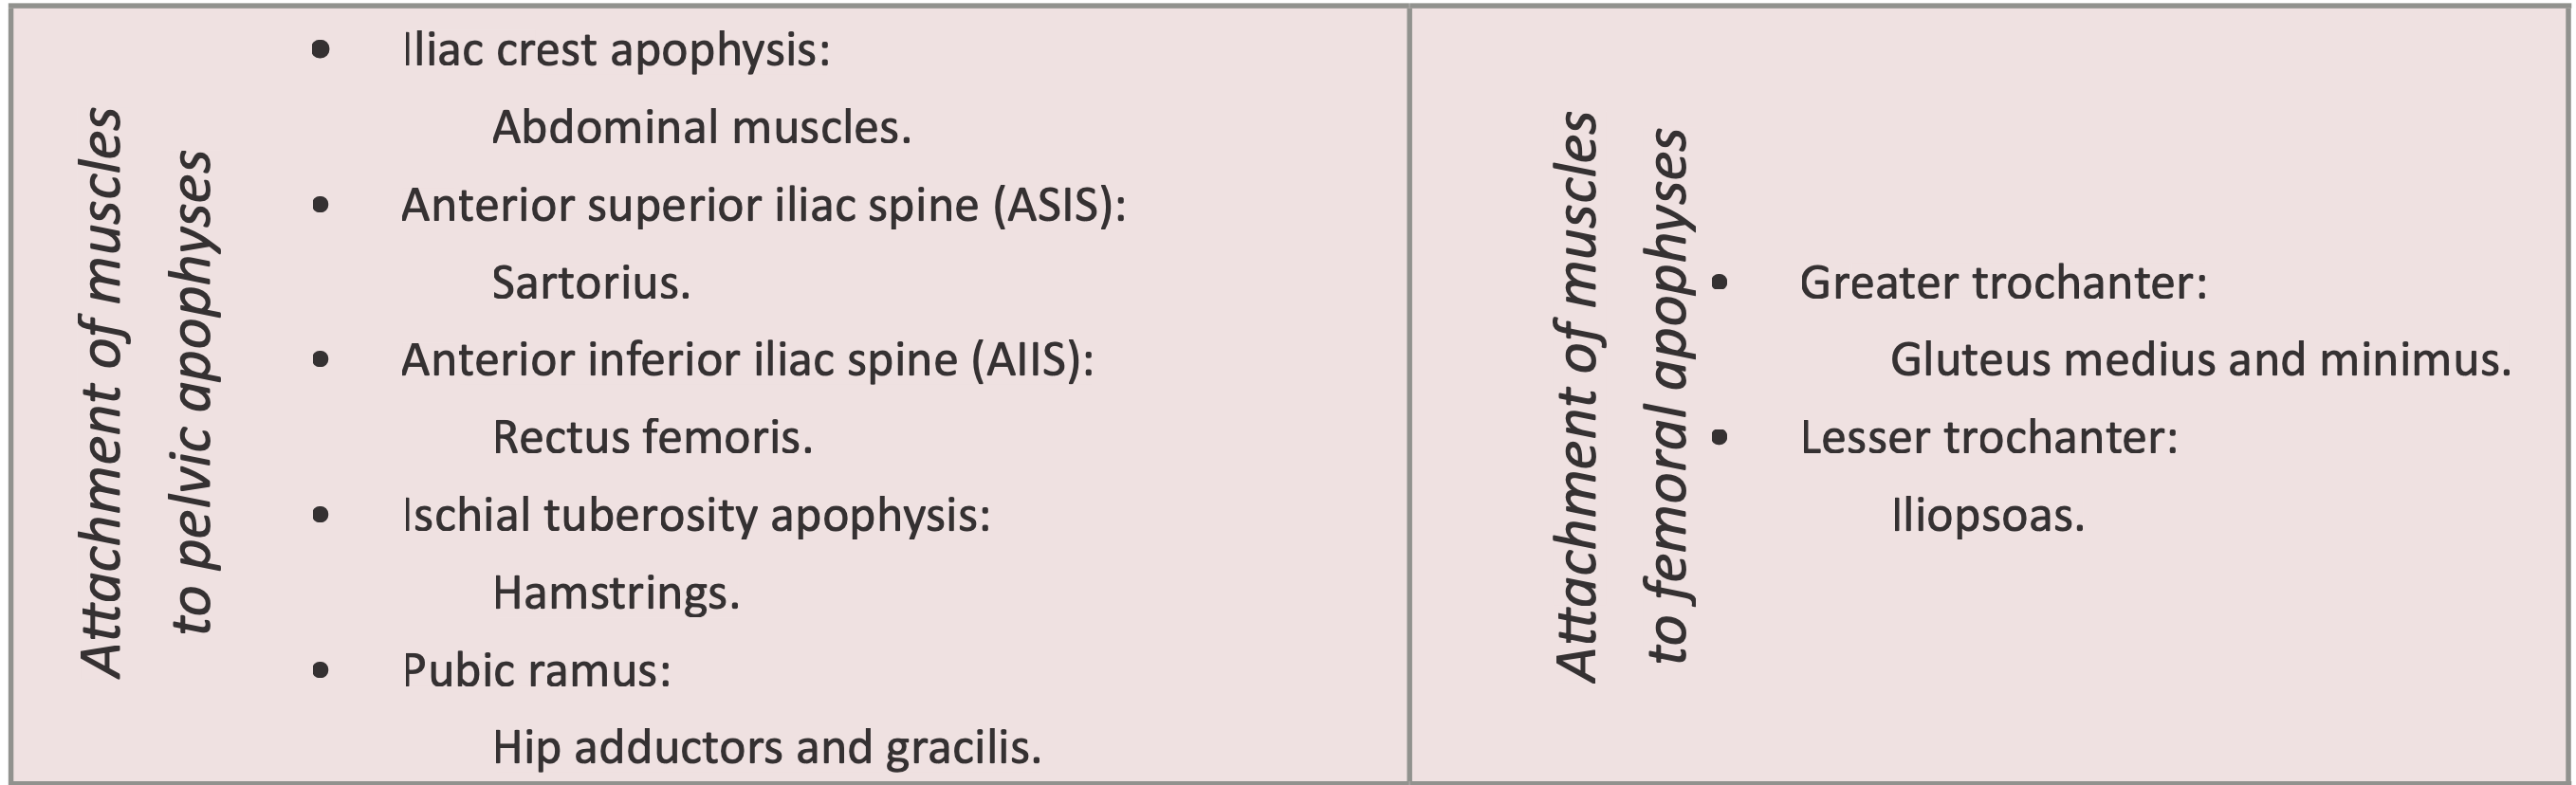 Attachment of muscles
to pelvic apophyses
• Iliac crest apophysis:
Abdominal muscles.
• Anterior superior iliac spine (ASIS):
Sartorius.
• Anterior inferior iliac spine (AIIS):
Rectus femoris.
• Ischial tuberosity apophysis:
Hamstrings.
• Pubic ramus:
Hip adductors and gracilis.
Attachment of muscles
to femoral apophyses
• Greater trochanter:
Gluteus medius and minimus.
• Lesser trochanter:
Iliopsoas.